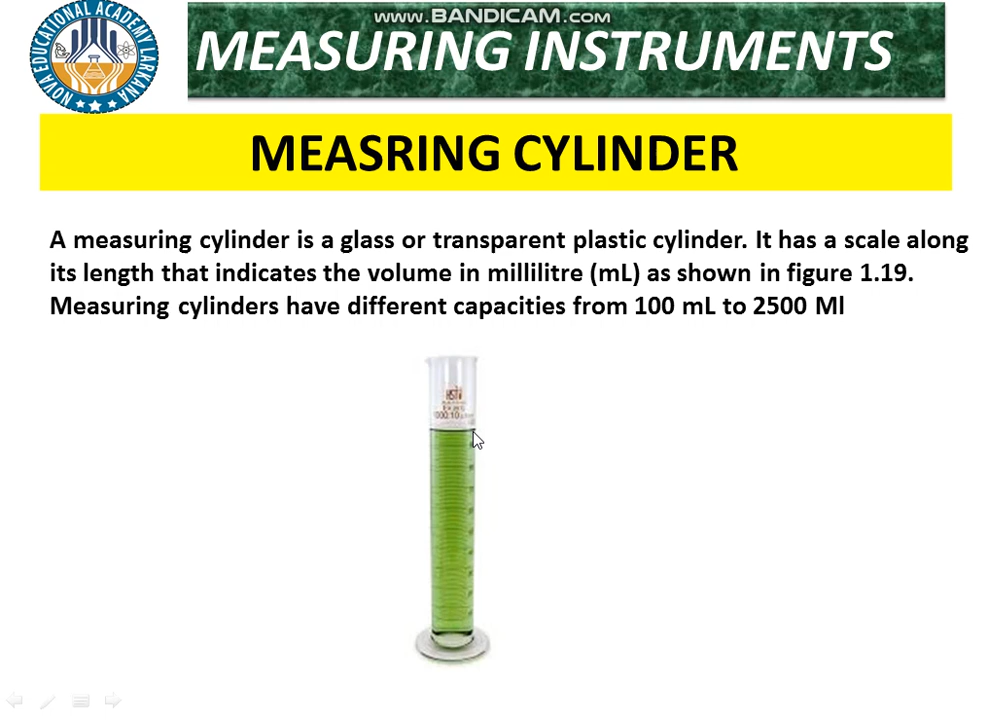 www.BANDICAM.com
NOVA EDUCATIONAL ACADEMY LARKANA
MEASURING INSTRUMENTS
MEASRING CYLINDER
A measuring cylinder is a glass or transparent plastic cylinder. It has a scale along
its length that indicates the volume in millilitre (mL) as shown in figure 1.19.
Measuring cylinders have different capacities from 100 mL to 2500 Ml